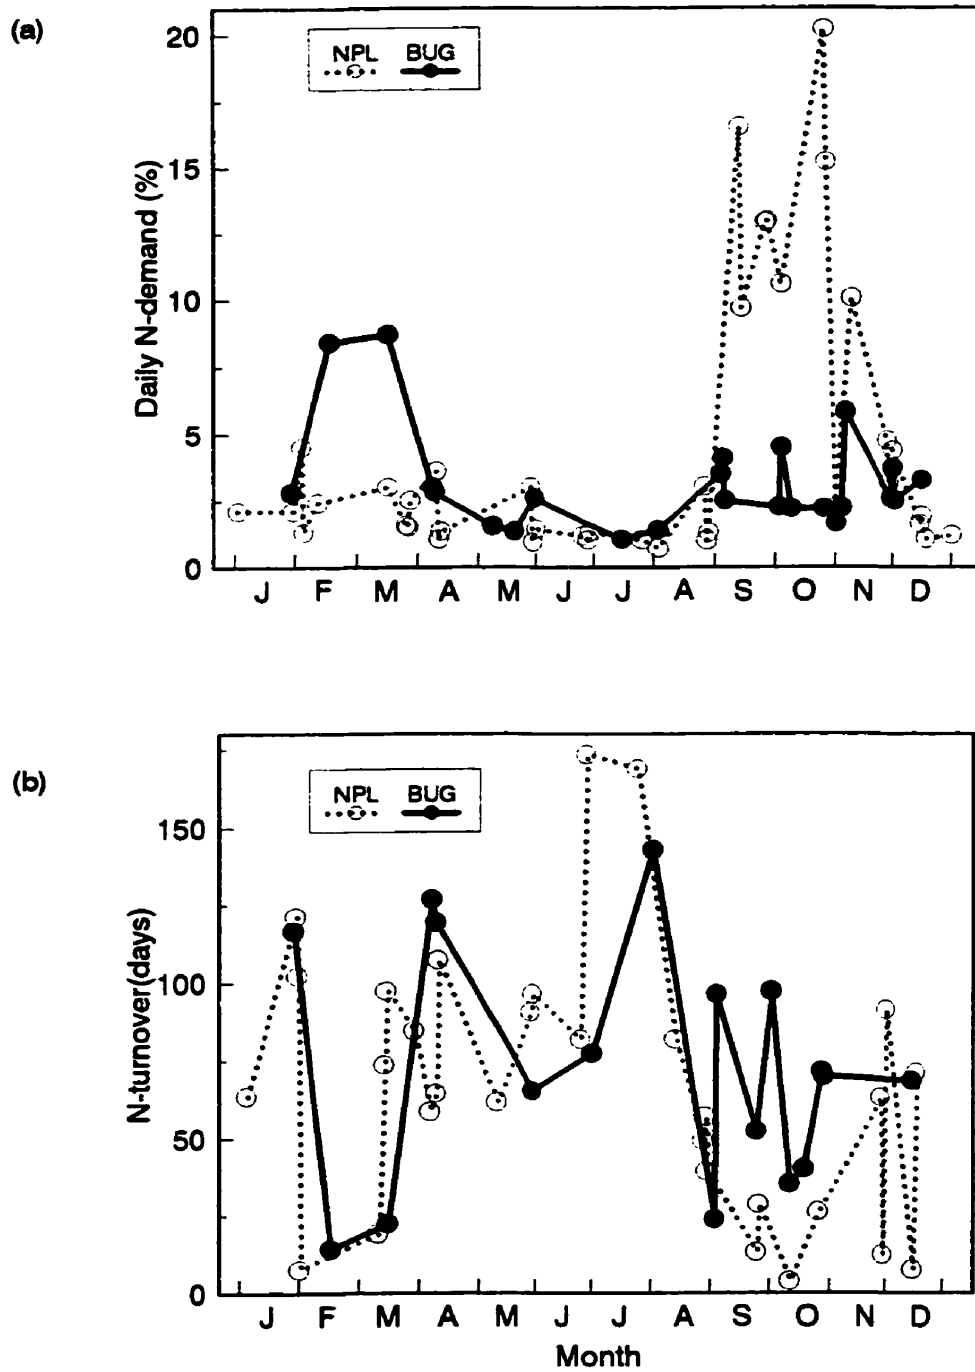 (a)
NPL BUG
Daily N-demand (%)
20
15
10
5
0
J F M A M J J A S O N D
(b)
NPL BUG
N-turnover(days)
150
100
50
0
J F M A M J J A S O N D
Month